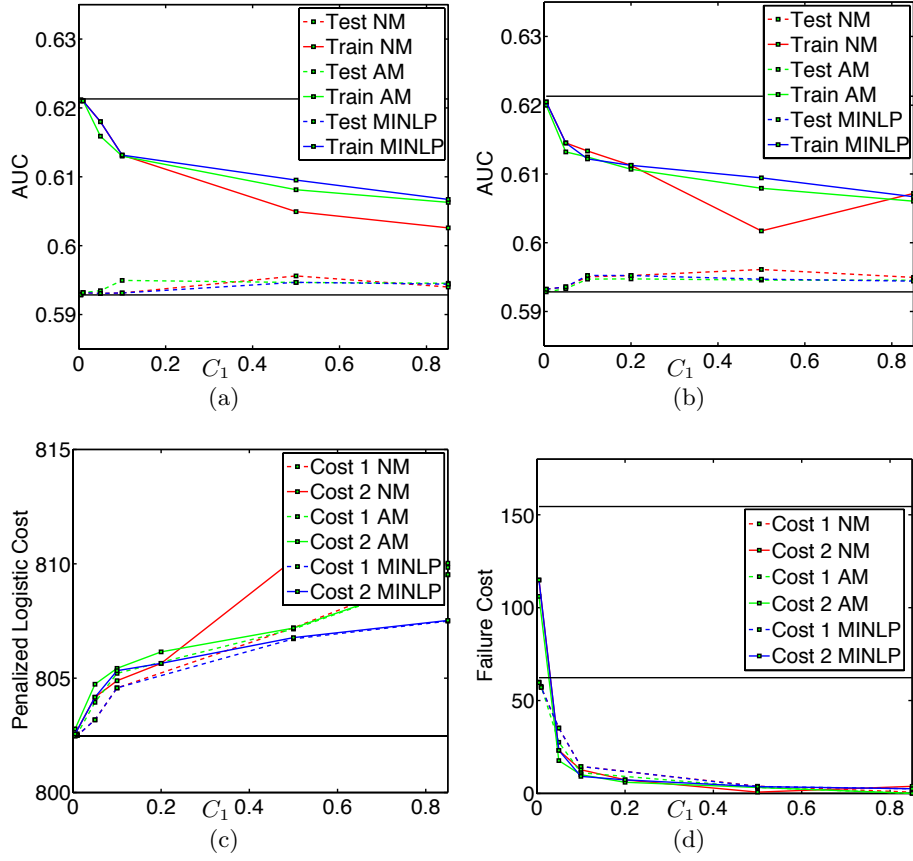 0.63
0.62
0.61
0.6
0.59
AUC
0
0.2
0.4
0.6
0.8
C1
Test NM
Train NM
Test AM
Train AM
Test MINLP
Train MINLP
(a)
0.63
0.62
0.61
0.6
0.59
AUC
0
0.2
0.4
0.6
0.8
C1
Test NM
Train NM
Test AM
Train AM
Test MINLP
Train MINLP
(b)
815
810
805
800
Penalized Logistic Cost
0
0.2
0.4
0.6
0.8
C1
Cost 1 NM
Cost 2 NM
Cost 1 AM
Cost 2 AM
Cost 1 MINLP
Cost 2 MINLP
(c)
150
100
50
0
Failure Cost
0
0.2
0.4
0.6
0.8
C1
Cost 1 NM
Cost 2 NM
Cost 1 AM
Cost 2 AM
Cost 1 MINLP
Cost 2 MINLP
(d)